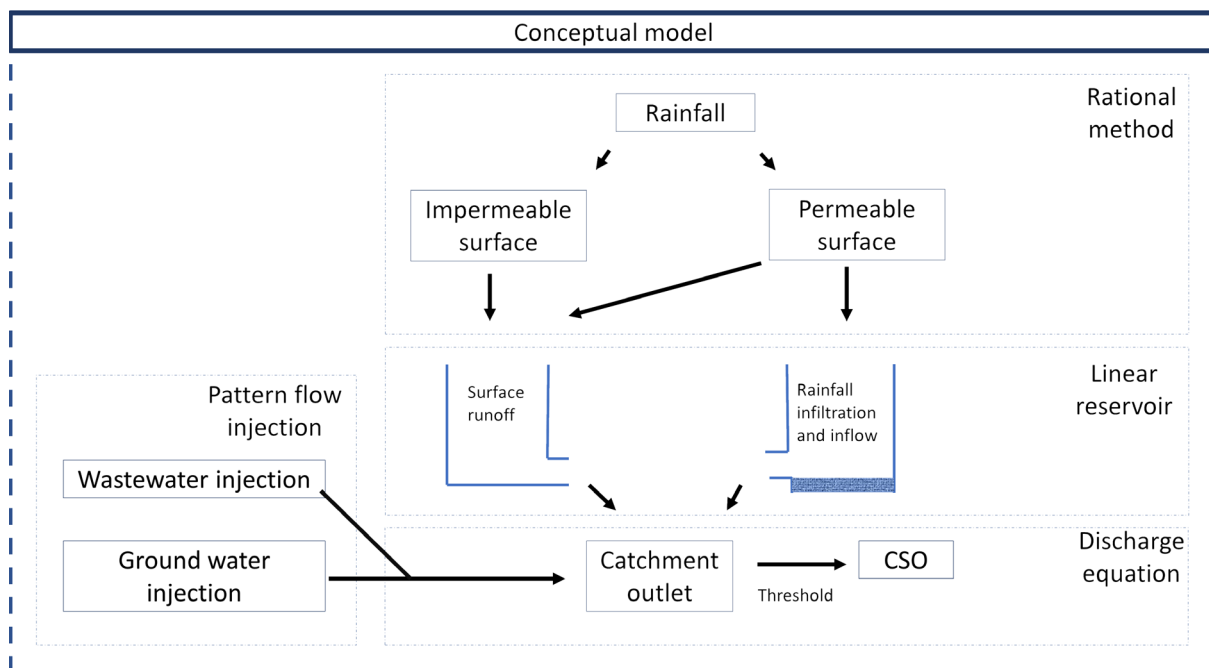 Conceptual model
Rational
method
Rainfall
Impermeable
surface
Permeable
surface
Linear
reservoir
Surface
runoff
Rainfall
infiltration
and inflow
Pattern flow
injection
Wastewater injection
Ground water
injection
Discharge
equation
Catchment
outlet
Threshold
CSO